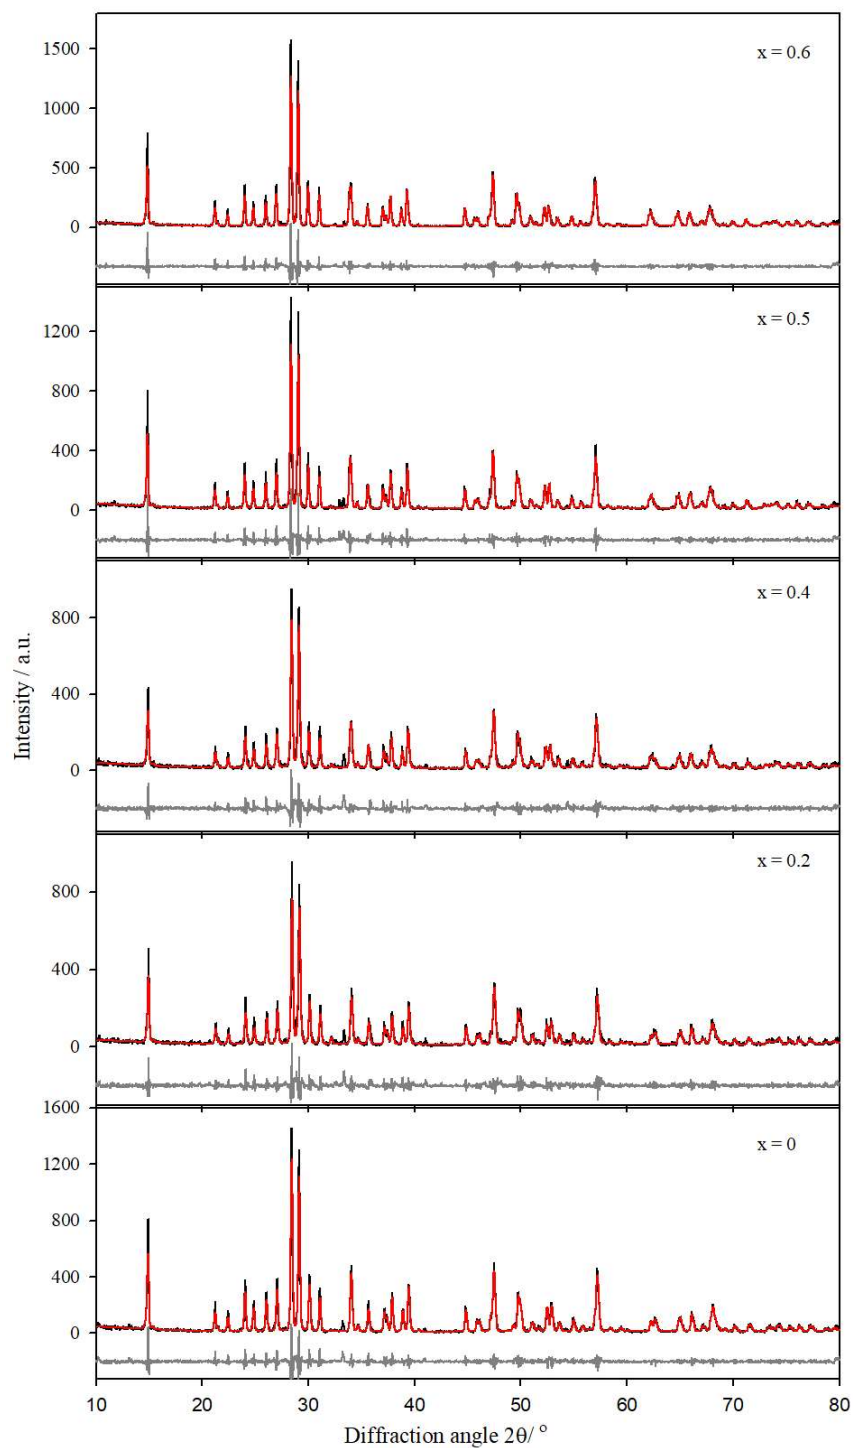 x = 0.6
1500
1000
500
0
x = 0.5
1200
800
400
0
x = 0.4
800
400
0
Intensity / a.u.
x = 0.2
800
400
0
x = 0
1600
1200
800
400
0
10 20 30 40 50 60 70 80
Diffraction angle 2θ/ °